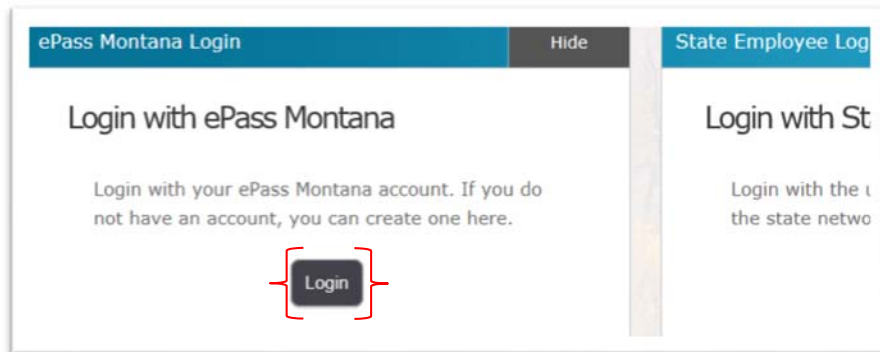 ePass Montana Login
Hide
Login with ePass Montana
Login with your ePass Montana account. If you do
not have an account, you can create one here.
Login
State Employee Log
Login with St
Login with the
the state netwo